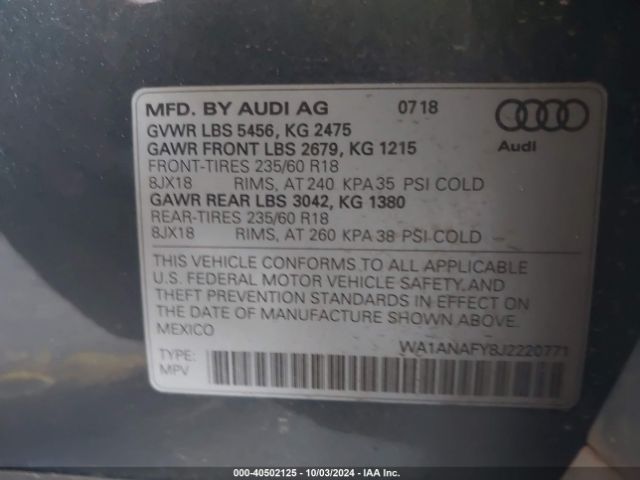 MFD. BY AUDI AG 07 18
GVWR LBS 5456, KG 2475
GAWR FRONT LBS 2679, KG 1215
FRONT-TIRES 235/60 R18
8JX18 RIMS, AT 240 KPA 35 PSI COLD
GAWR REAR LBS 3042, KG 1380
REAR-TIRES 235/60 R18
8JX18 RIMS, AT 260 KPA 38 PSI COLD
Audi
THIS VEHICLE CONFORMS TO ALL APPLICABLE
U.S. FEDERAL MOTOR VEHICLE SAFETY, AND
THEFT PREVENTION STANDARDS IN EFFECT ON
THE DATE OF MANUFACTURE SHOWN ABOVE.
MEXICO
WA1ANAFY8J2220771
TYPE:
MPV
000-40502125 - 10/03/2024 - IAA Inc.